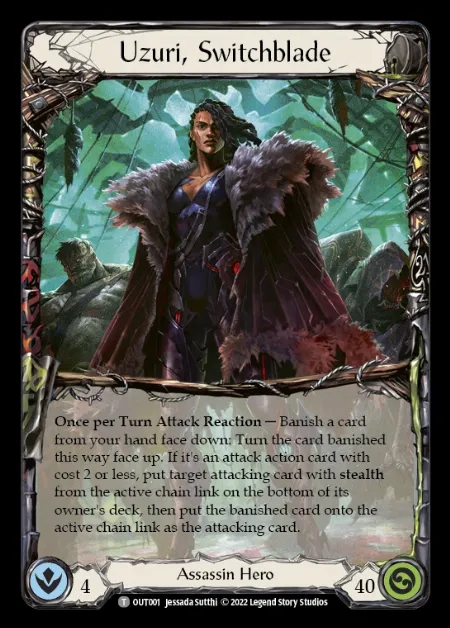 Uzuri, Switchblade
Once per Turn Attack Reaction — Banish a card
from your hand face down: Turn the card banished
this way face up. If it's an attack action card with
cost 2 or less, put target attacking card with stealth
from the active chain link on the bottom of its
owner's deck, then put the banished card onto the
active chain link as the attacking card.
4
Assassin Hero
40
T OUT001 Jessada Sutthi © 2022 Legend Story Studios